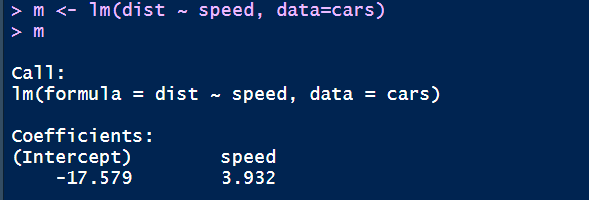 > m <- lm(dist ~ speed, data=cars)
> m
Call:
lm(formula = dist ~ speed, data = cars)
Coefficients:
(Intercept)        speed
    -17.579        3.932